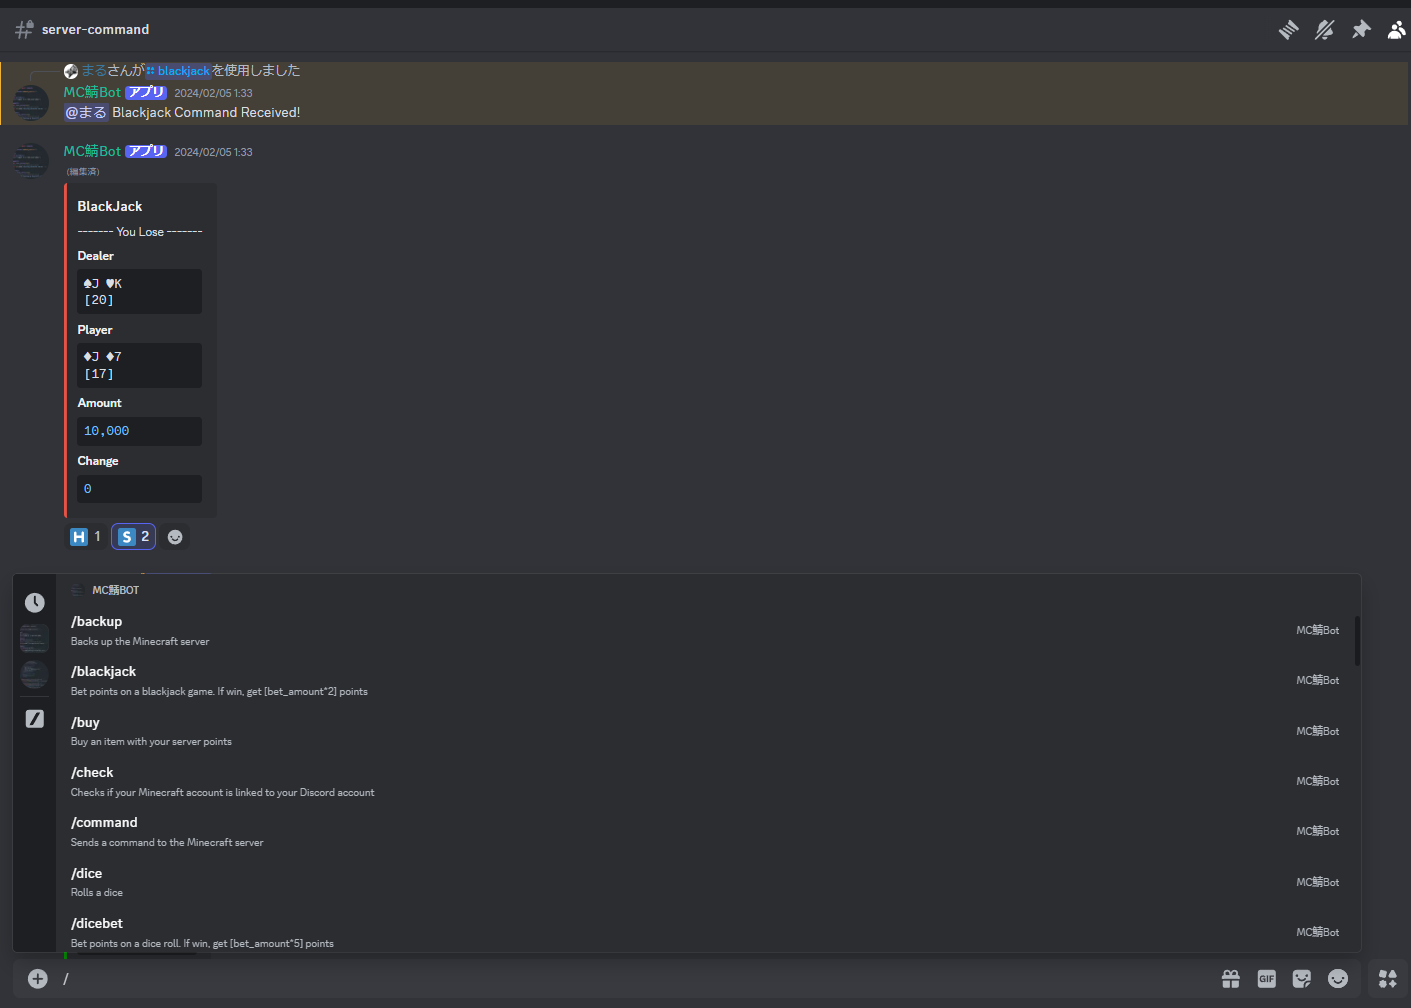 server-command
まるさんがblackjackを使用しました
MC鯖Bot アプリ 2024/02/05 1:33
@まる Blackjack Command Received!
MC鯖Bot アプリ 2024/02/05 1:33
(編集済)
BlackJack
------- You Lose -------
Dealer
♠J ♥K
[20]
Player
♦J ♦7
[17]
Amount
10,000
Change
0
H 1 S 2
MC鯖BOT
/backup
Backs up the Minecraft server
MC鯖Bot
/blackjack
Bet points on a blackjack game. If win, get [bet_amount*2] points
MC鯖Bot
/buy
Buy an item with your server points
MC鯖Bot
/check
Checks if your Minecraft account is linked to your Discord account
MC鯖Bot
/command
Sends a command to the Minecraft server
MC鯖Bot
/dice
Rolls a dice
MC鯖Bot
/dicebet
Bet points on a dice roll. If win, get [bet_amount*5] points
MC鯖Bot
/
GIF